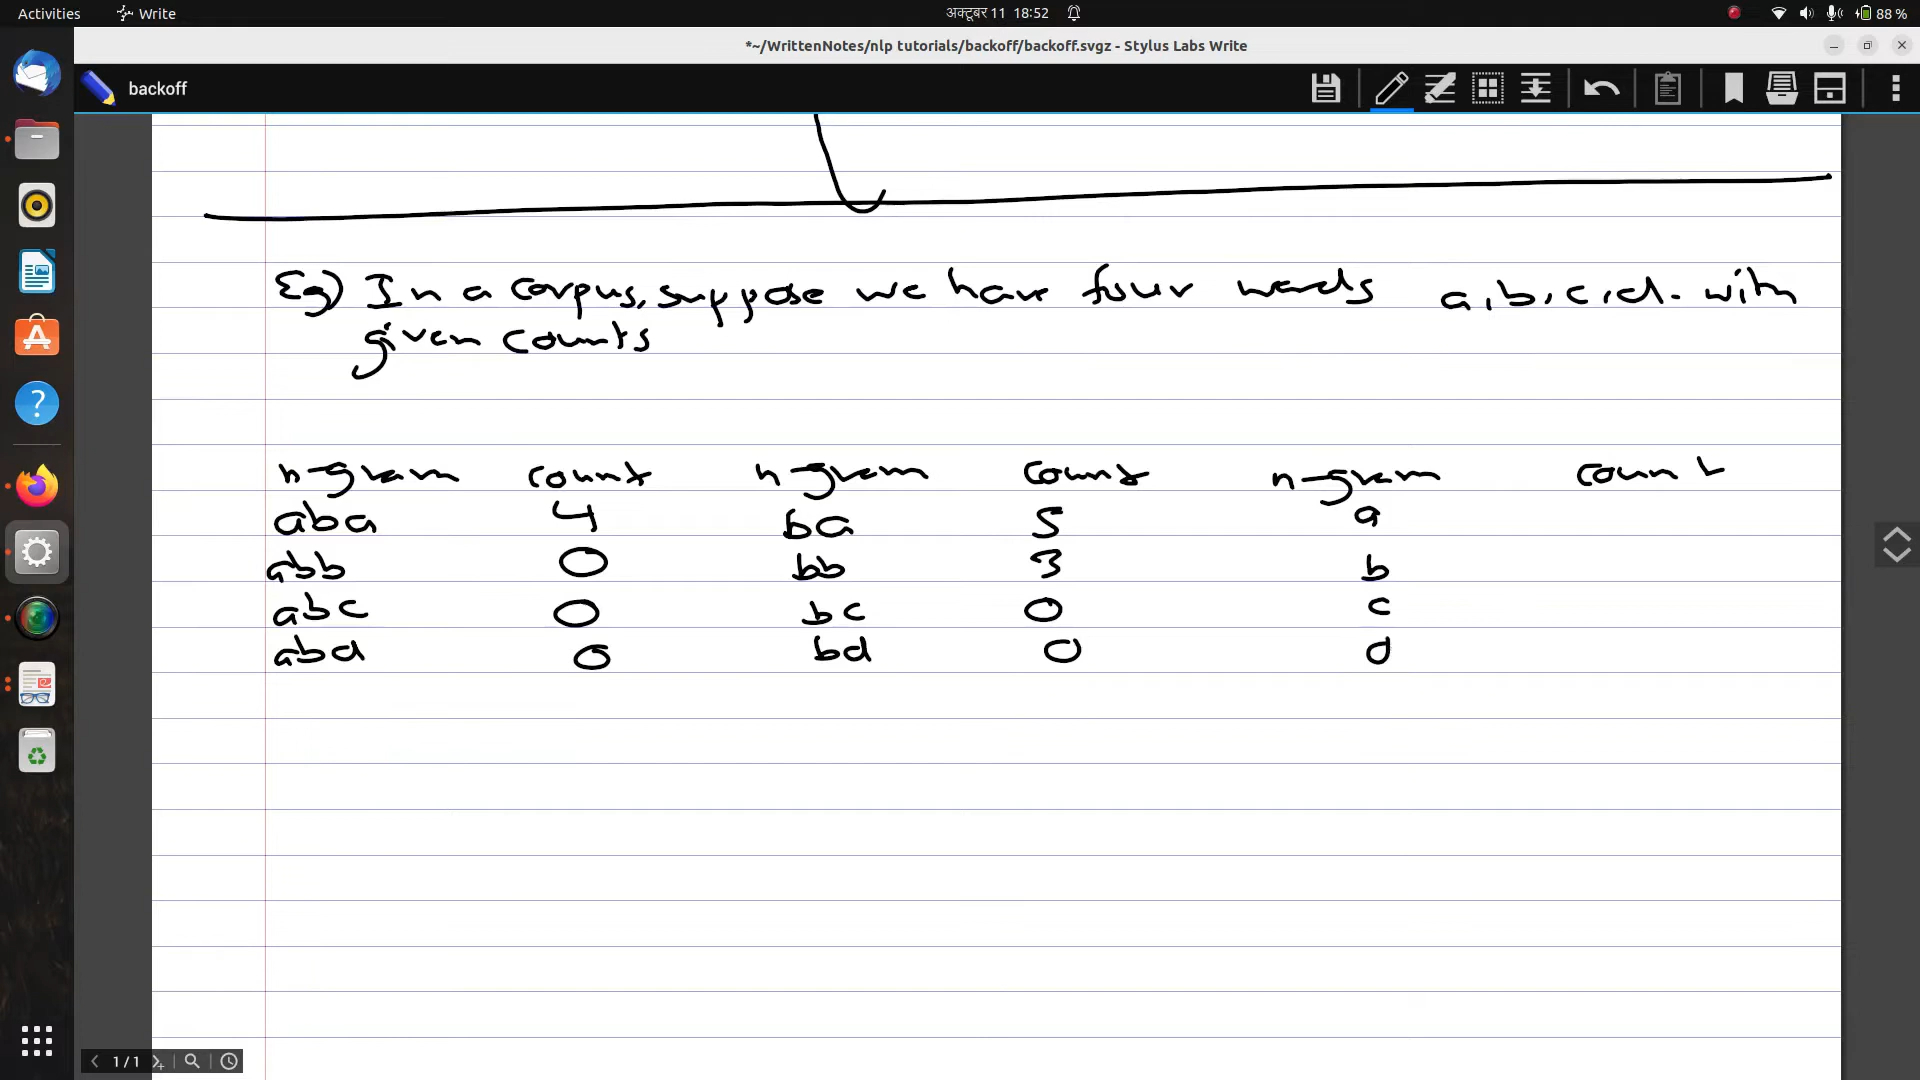 Activities Write अक्टूबर 11 18:52 88 %
*~/WrittenNotes/nlp tutorials/backoff/backoff.svgz - Stylus Labs Write
backoff
Eg) In a corpus, suppose we have four words a, b, c, d. with
given counts
n-gram count n-gram count n-gram count
aba 4 ba 5 a
abb 0 bb 3 b
abc 0 bc 0 c
abd 0 bd 0 d
1 / 1